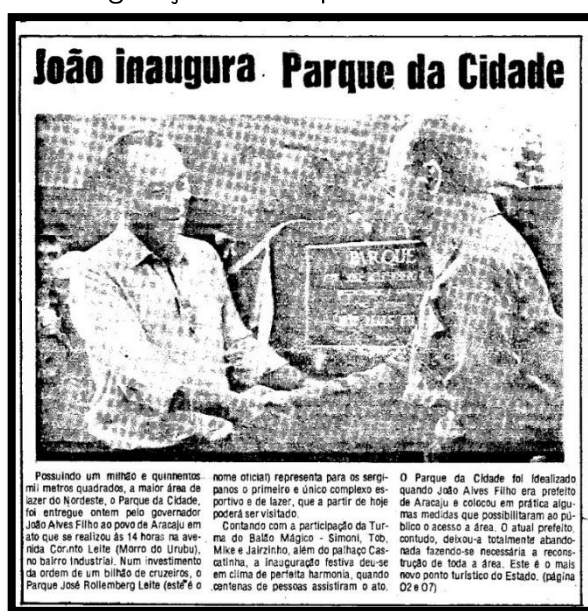 João inaugura Parque da Cidade
PARQUE
Possuindo um milhão e quinhentos
mil metros quadrados, a maior área de
lazer do Nordeste, o Parque da Cidade,
foi entregue ontem pelo governador
João Alves Filho ao povo de Aracaju em
ato que se realizou às 14 horas na ave-
nida Corinto Leite (Morro do Urubu),
no bairro Industrial. Num investimento
da ordem de um bilhão de cruzeiros, o
Parque José Rollemberg Leite (este é o
nome oficial) representa para os sergi-
panos o primeiro e único complexo es-
portivo e de lazer, que a partir de hoje
poderá ser visitado.
Contando com a participação da Tur-
ma do Balão Mágico - Simoni, Tob,
Mike e Jairzinho, além do palhaço Cas-
catinha, a inauguração festiva deu-se
em clima de perfeita harmonia, quando
centenas de pessoas assistiram o ato.
O Parque da Cidade foi idealizado
quando João Alves Filho era prefeito
de Aracaju e colocou em prática algu-
mas medidas que possibilitaram ao pú-
blico o acesso a área. O atual prefeito,
contudo, deixou-a totalmente abando-
nada fazendo-se necessária a recons-
trução de toda a área. Este é o mais
novo ponto turístico do Estado. (página
02 e 07)